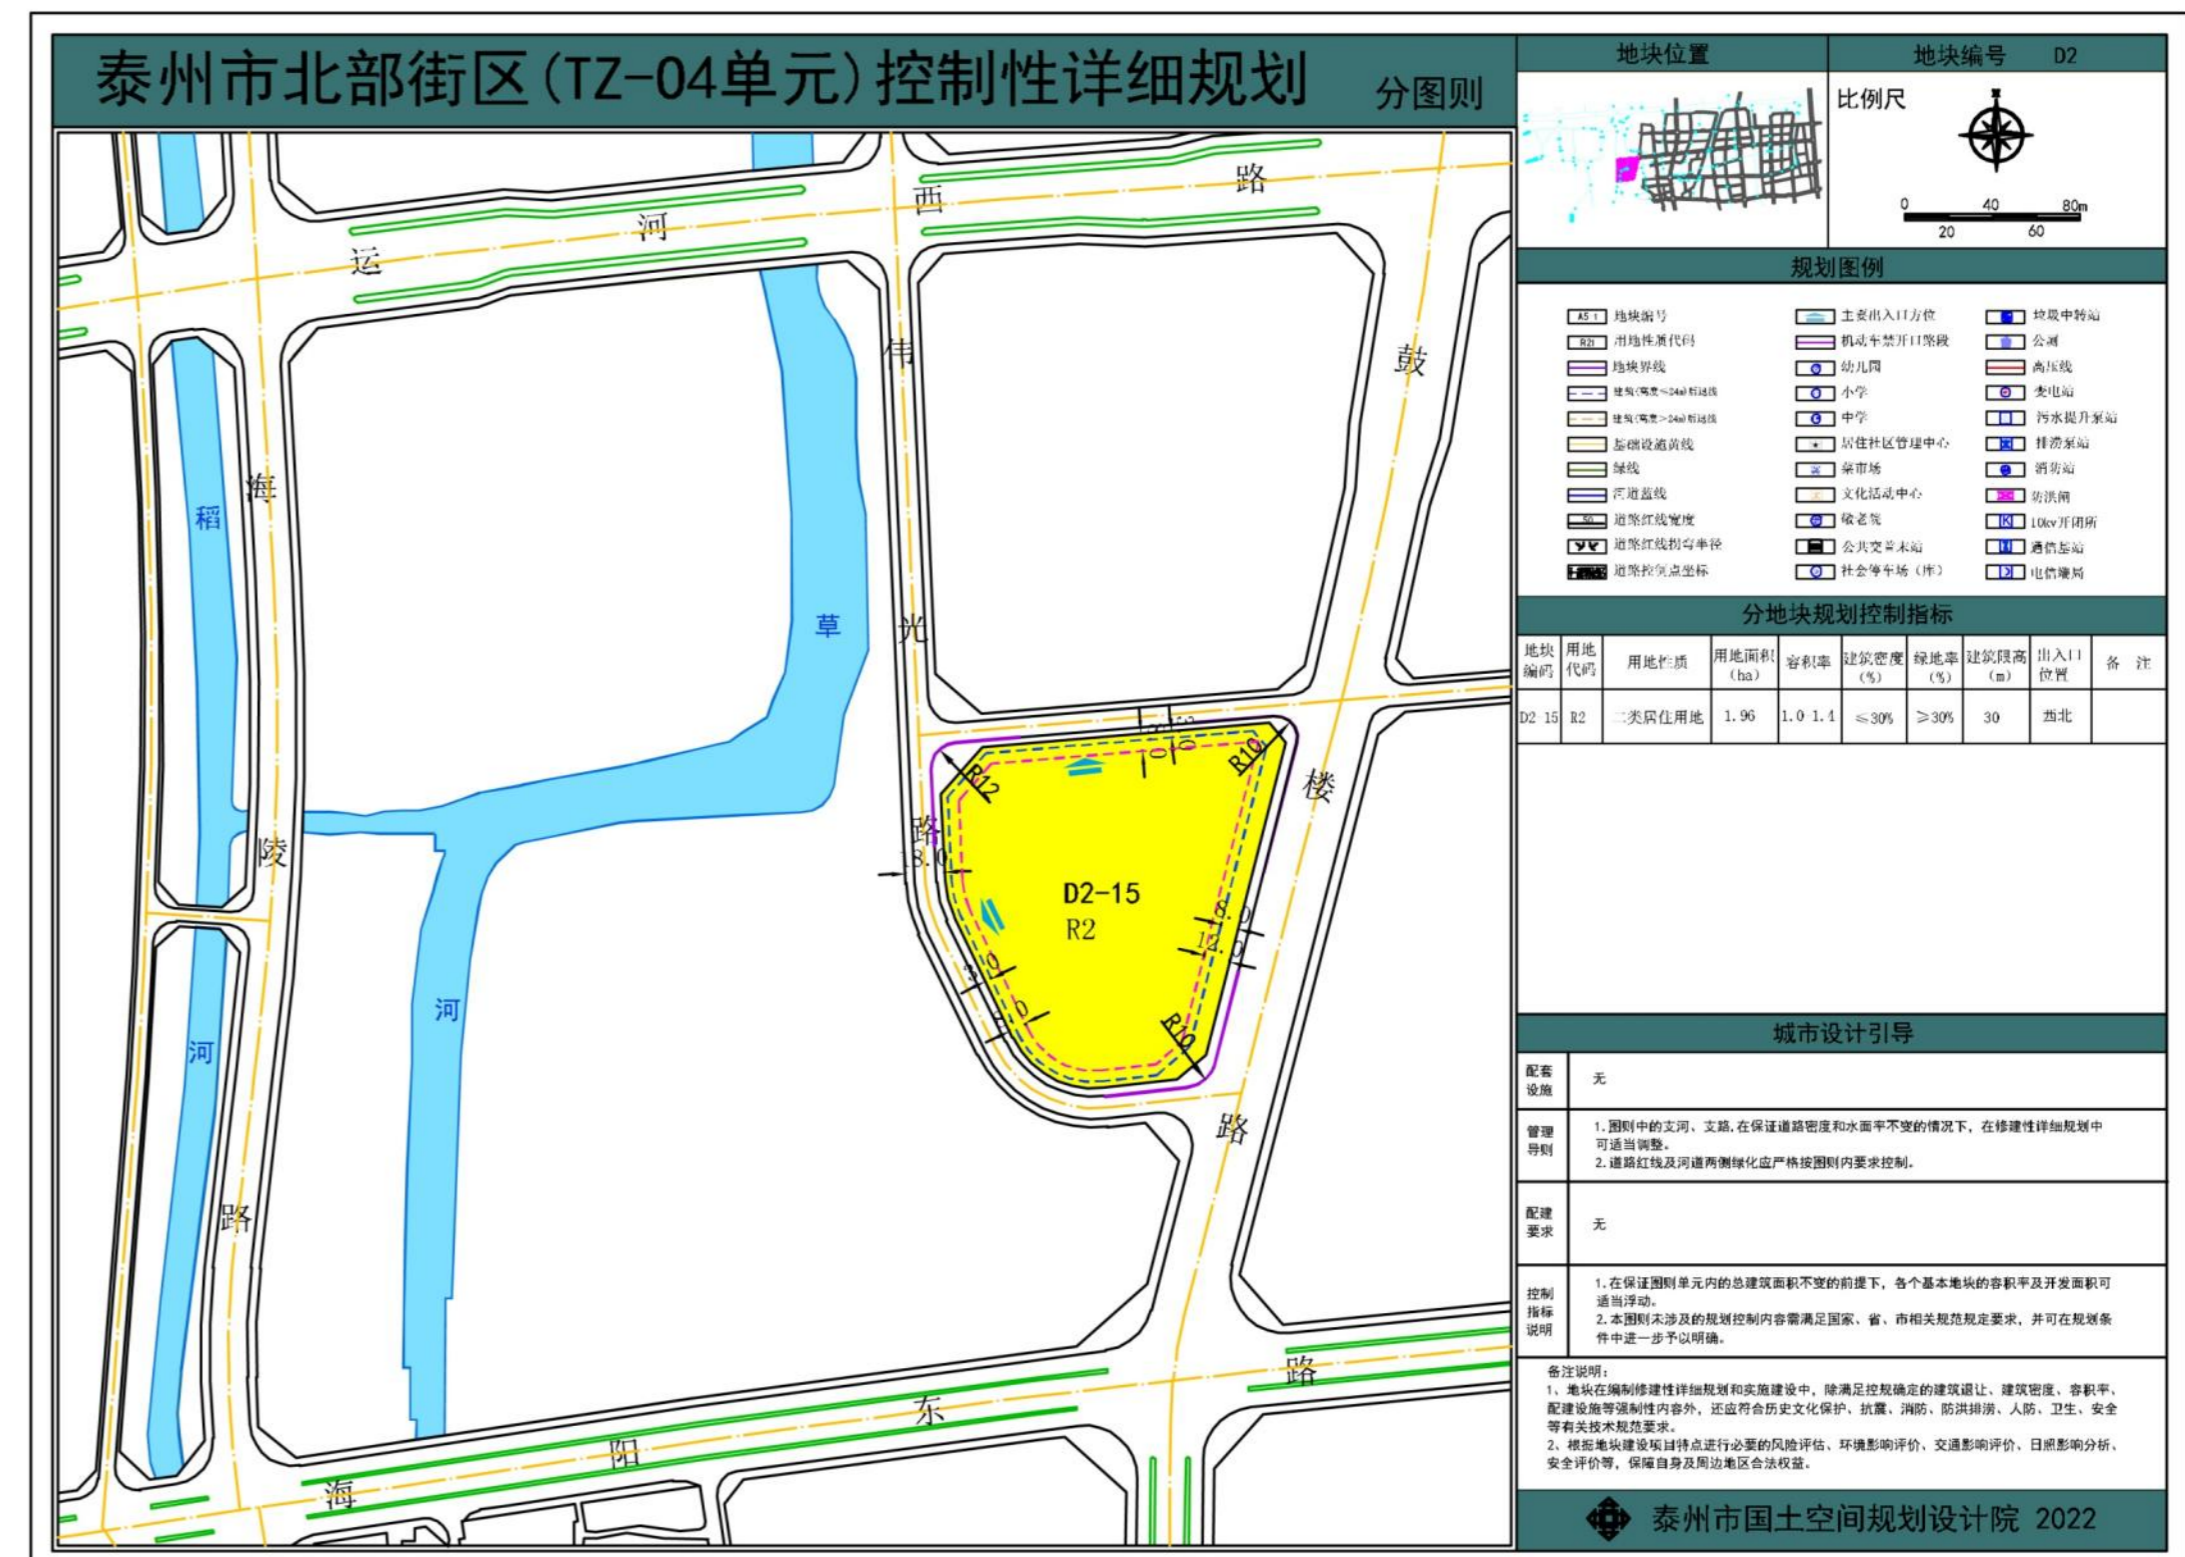 泰州市北部街区(TZ-04单元)控制性详细规划 分图则
地块位置
地块编号 D2
比例尺
0 40 80m
20 60
规划图例
地块编号
用地性质代码
地块界线
建筑(高度≤24m)后退线
建筑(高度>24m)后退线
基础设施黄线
绿线
河道蓝线
道路红线宽度
道路红线拐弯半径
道路控制点坐标
主要出入口方位
机动车禁开口路段
幼儿园
小学
中学
居住社区管理中心
菜市场
文化活动中心
敬老院
公共交首末站
社会停车场（库）
垃圾中转站
公厕
高压线
变电站
污水提升泵站
排涝泵站
消防站
防洪闸
10kv开闭所
通信基站
电信端局
分地块规划控制指标
地块编码 用地代码 用地性质 用地面积(ha) 容积率 建筑密度(%) 绿地率(%) 建筑限高(m) 出入口位置 备 注
D2-15 R2 二类居住用地 1.96 1.0-1.4 ≤30% ≥30% 30 西北
城市设计引导
配套设施
无
管理导则
1.图则中的支河、支路,在保证道路密度和水面率不变的情况下，在修建性详细规划中
可适当调整。
2.道路红线及河道两侧绿化应严格按图则内要求控制。
配建要求
无
控制指标说明
1.在保证图则单元内的总建筑面积不变的前提下，各个基本地块的容积率及开发面积可
适当浮动。
2.本图则未涉及的规划控制内容需满足国家、省、市相关规范规定要求，并可在规划条
件中进一步予以明确。
备注说明：
1、地块在编制修建性详细规划和实施建设中，除满足控规确定的建筑退让、建筑密度、容积率、
配建设施等强制性内容外，还应符合历史文化保护、抗震、消防、防洪排涝、人防、卫生、安全
等有关技术规范要求。
2、根据地块建设项目特点进行必要的风险评估、环境影响评价、交通影响评价、日照影响分析、
安全评价等，保障自身及周边地区合法权益。
泰州市国土空间规划设计院 2022
运河西路
海陵路
稻河
草河
伟光路
鼓楼路
海阳东路
R12
R10
18.0
D2-15
R2
8.0
12.0
R10